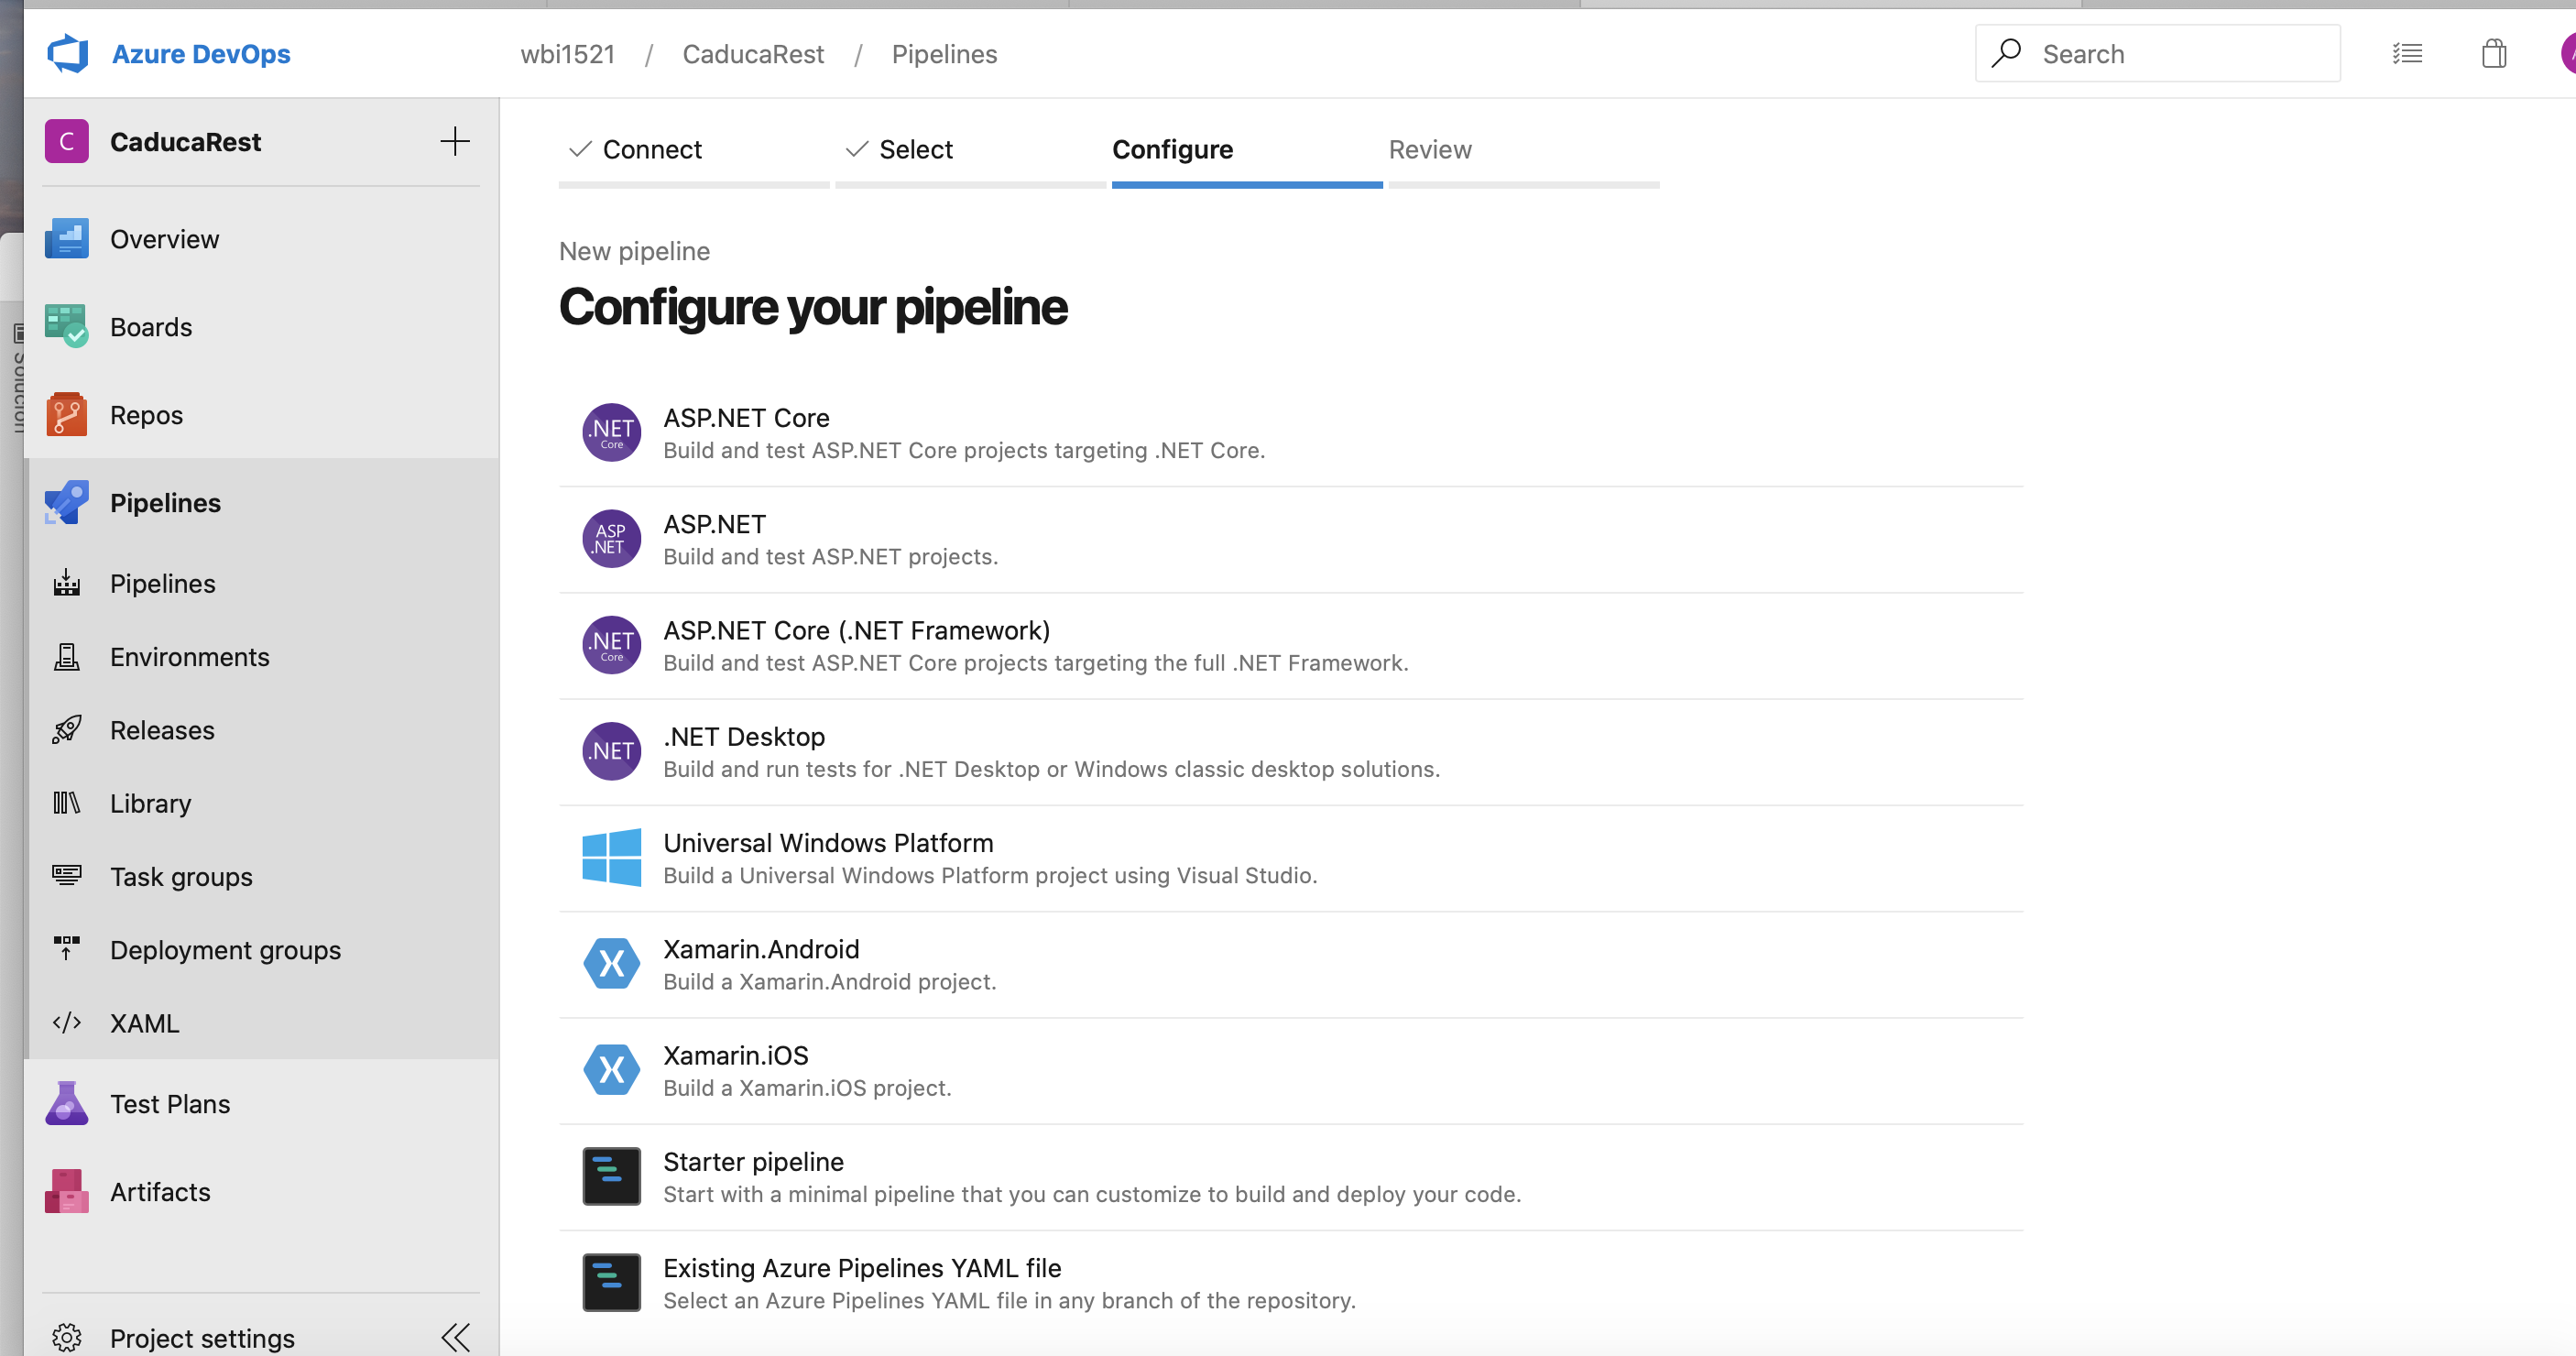 Azure DevOps
wbi1521 / CaducaRest / Pipelines
Search
C
CaducaRest
Overview
Boards
Repos
Pipelines
Pipelines
Environments
Releases
Library
Task groups
Deployment groups
XAML
Test Plans
Artifacts
Project settings
Solución
Connect
Select
Configure
Review
New pipeline
Configure your pipeline
.NET
Core
ASP.NET Core
Build and test ASP.NET Core projects targeting .NET Core.
ASP
.NET
ASP.NET
Build and test ASP.NET projects.
.NET
Core
ASP.NET Core (.NET Framework)
Build and test ASP.NET Core projects targeting the full .NET Framework.
.NET
.NET Desktop
Build and run tests for .NET Desktop or Windows classic desktop solutions.
Universal Windows Platform
Build a Universal Windows Platform project using Visual Studio.
Xamarin.Android
Build a Xamarin.Android project.
Xamarin.iOS
Build a Xamarin.iOS project.
Starter pipeline
Start with a minimal pipeline that you can customize to build and deploy your code.
Existing Azure Pipelines YAML file
Select an Azure Pipelines YAML file in any branch of the repository.